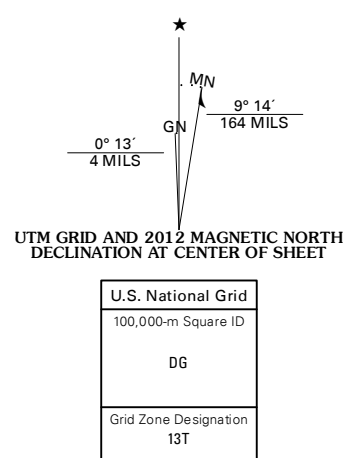 ★
MN
GN
9° 14´
164 MILS
0° 13´
4 MILS
UTM GRID AND 2012 MAGNETIC NORTH
DECLINATION AT CENTER OF SHEET
U.S. National Grid
100,000-m Square ID
DG
Grid Zone Designation
13T